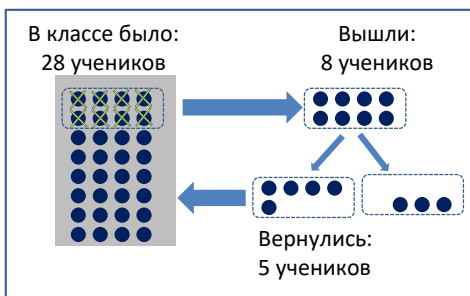 В классе было:
28 учеников
Вышли:
8 учеников
Вернулись:
5 учеников